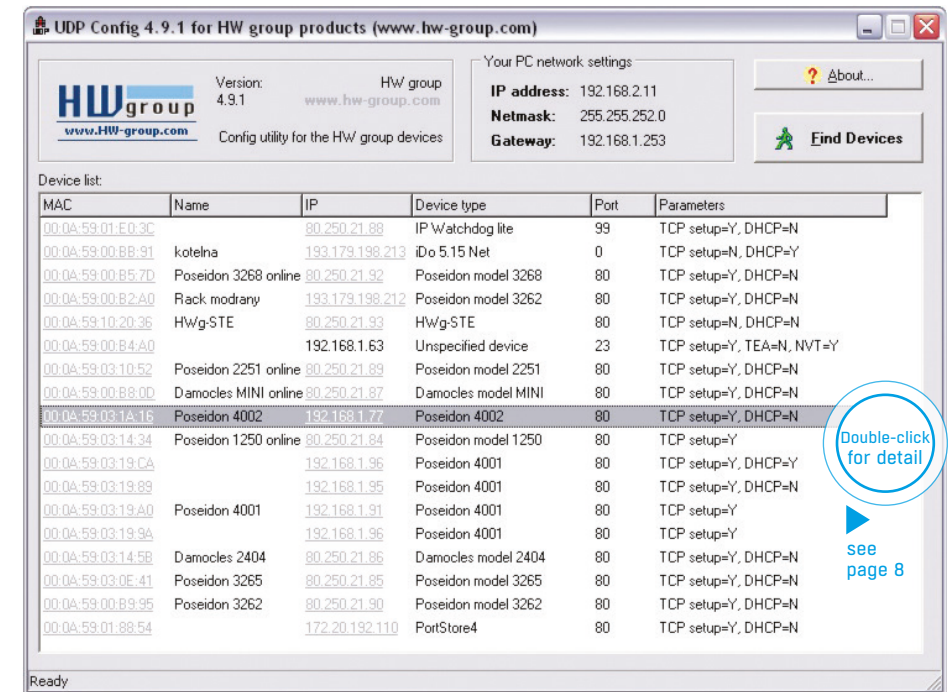 UDP Config 4.9.1 for HW group products (www.hw-group.com)
HW group
www.HW-group.com
Version: HW group
4.9.1 www.hw-group.com
Config utility for the HW group devices
Your PC network settings
IP address: 192.168.2.11
Netmask: 255.255.252.0
Gateway: 192.168.1.253
? About...
Find Devices
Device list:
MAC Name IP Device type Port Parameters
00:0A:59:01:E0:3C 80.250.21.88 IP Watchdog lite 99 TCP setup=Y, DHCP=N
00:0A:59:00:BB:91 kotelna 193.179.198.213 iDo 5.15 Net 0 TCP setup=N, DHCP=Y
00:0A:59:00:B5:7D Poseidon 3268 online 80.250.21.92 Poseidon model 3268 80 TCP setup=Y, DHCP=N
00:0A:59:00:B2:A0 Rack modrany 193.179.198.212 Poseidon model 3262 80 TCP setup=Y, DHCP=N
00:0A:59:10:20:36 HWg-STE 80.250.21.93 HWg-STE 80 TCP setup=N, DHCP=N
00:0A:59:00:B4:A0 192.168.1.63 Unspecified device 23 TCP setup=Y, TEA=N, NVT=Y
00:0A:59:03:10:52 Poseidon 2251 online 80.250.21.89 Poseidon model 2251 80 TCP setup=Y, DHCP=N
00:0A:59:00:B8:0D Damocles MINI online 80.250.21.87 Damocles model MINI 80 TCP setup=Y, DHCP=N
00:0A:59:03:1A:16 Poseidon 4002 192.168.1.77 Poseidon 4002 80 TCP setup=Y, DHCP=N
00:0A:59:03:14:34 Poseidon 1250 online 80.250.21.84 Poseidon model 1250 80 TCP setup=Y
00:0A:59:03:19:CA 192.168.1.96 Poseidon 4001 80 TCP setup=Y, DHCP=Y
00:0A:59:03:19:89 192.168.1.95 Poseidon 4001 80 TCP setup=Y, DHCP=N
00:0A:59:03:19:A0 Poseidon 4001 192.168.1.91 Poseidon 4001 80 TCP setup=Y
00:0A:59:03:19:9A 192.168.1.96 Poseidon 4001 80 TCP setup=Y
00:0A:59:03:14:5B Damocles 2404 80.250.21.86 Damocles model 2404 80 TCP setup=Y, DHCP=N
00:0A:59:03:0E:41 Poseidon 3265 80.250.21.85 Poseidon model 3265 80 TCP setup=Y, DHCP=N
00:0A:59:00:B9:95 Poseidon 3262 80.250.21.90 Poseidon model 3262 80 TCP setup=Y, DHCP=N
00:0A:59:01:88:54 172.20.192.110 PortStore4 80 TCP setup=Y, DHCP=N
Double-click
for detail
see
page 8
Ready